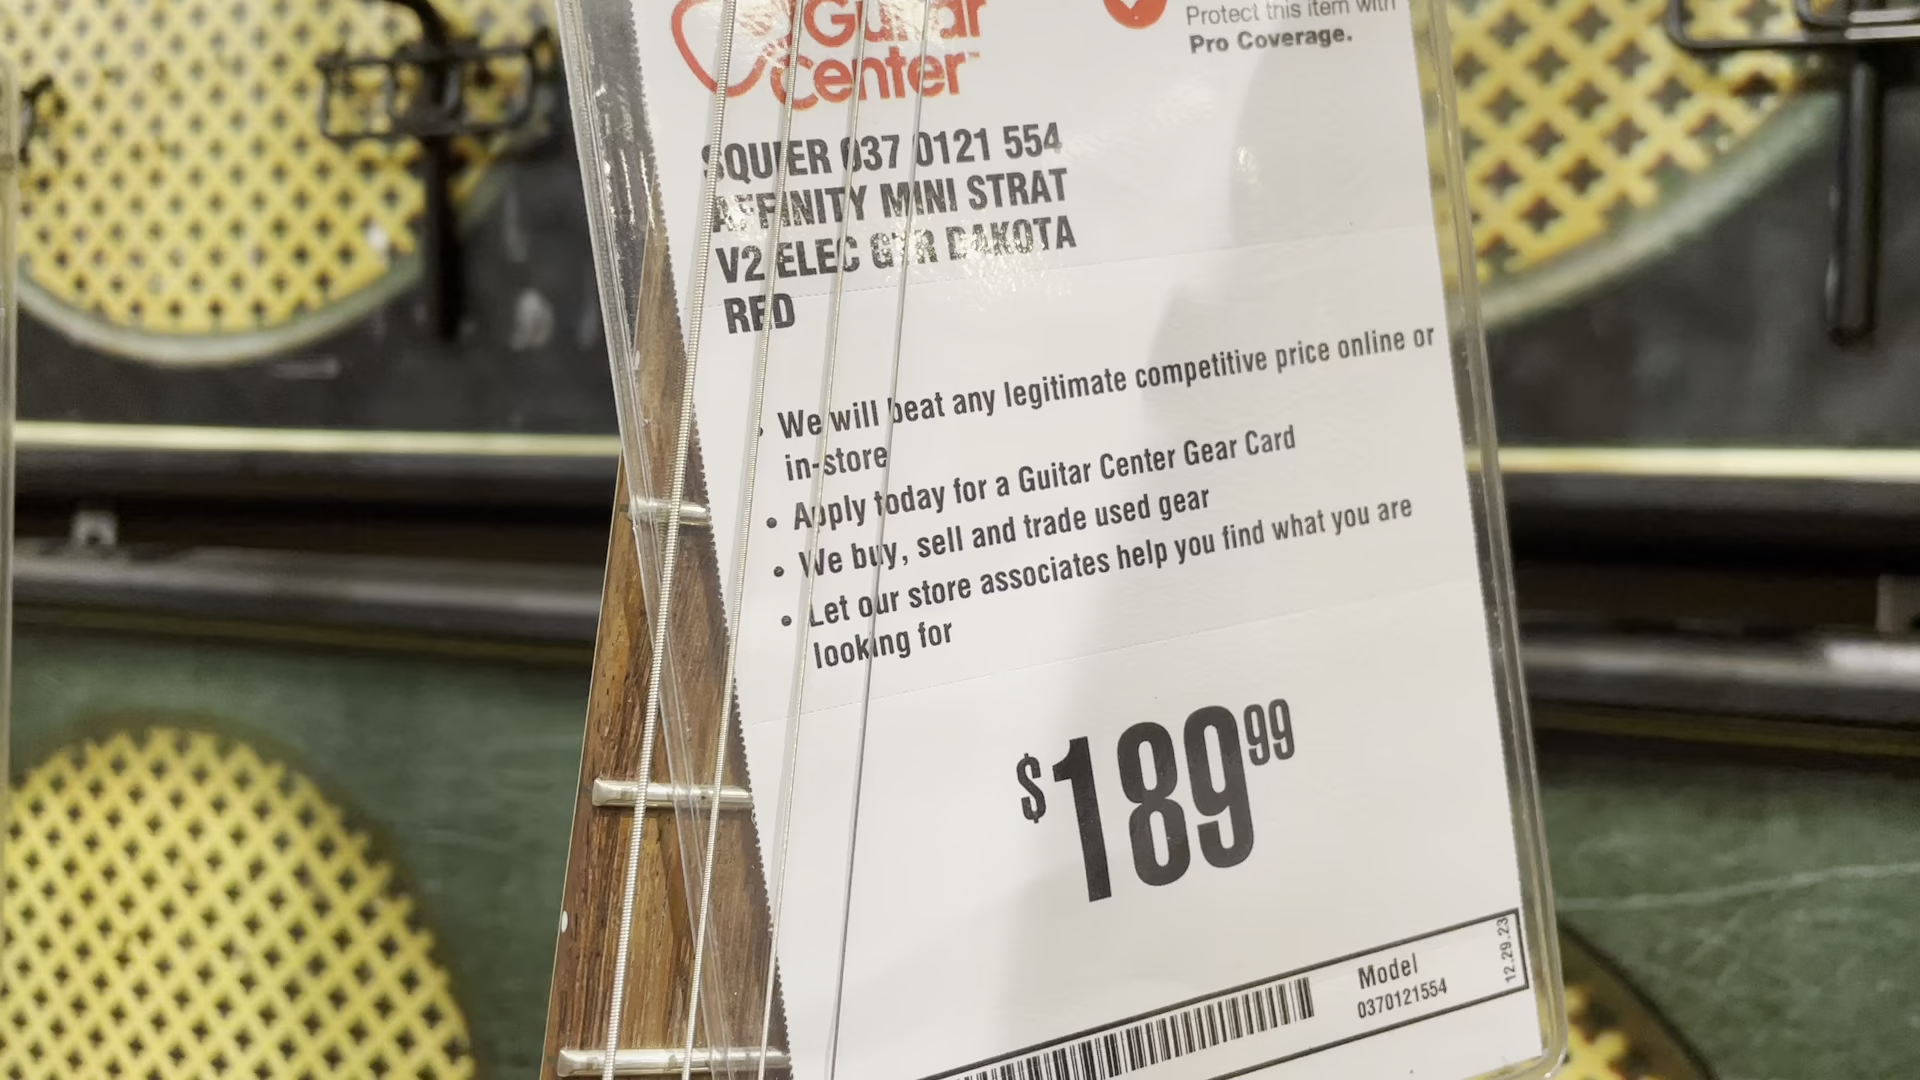 Guitar
Center™
Protect this item with
Pro Coverage.
SQUIER 037 0121 554
AFFINITY MINI STRAT
V2 ELEC GTR DAKOTA
RED
• We will beat any legitimate competitive price online or
in-store
• Apply today for a Guitar Center Gear Card
• We buy, sell and trade used gear
• Let our store associates help you find what you are
looking for
$189.99
Model
0370121554
12.29.23